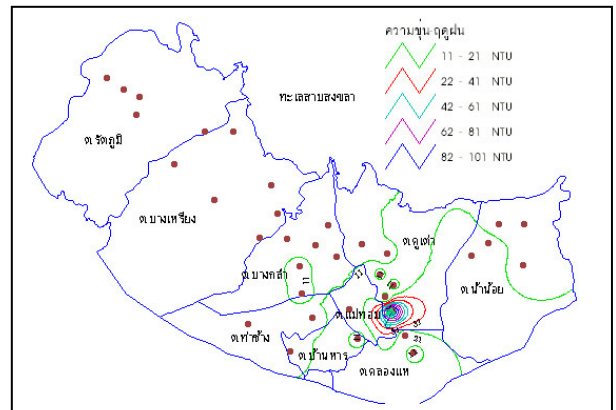 ความขุ่น-ฤดูฝน
11 - 21 NTU
22 - 41 NTU
42 - 61 NTU
62 - 81 NTU
82 - 101 NTU
ทะเลสาบสงขลา
ต.รัตภูมิ
ต.บางเหรียง
ต.คูเต่า
ต.บางกล่ำ
ต.น้ำน้อย
ต.แม่ทอม
ต.ท่าช้าง
ต.บ้านหาร
ต.คลองแห
11
11
21